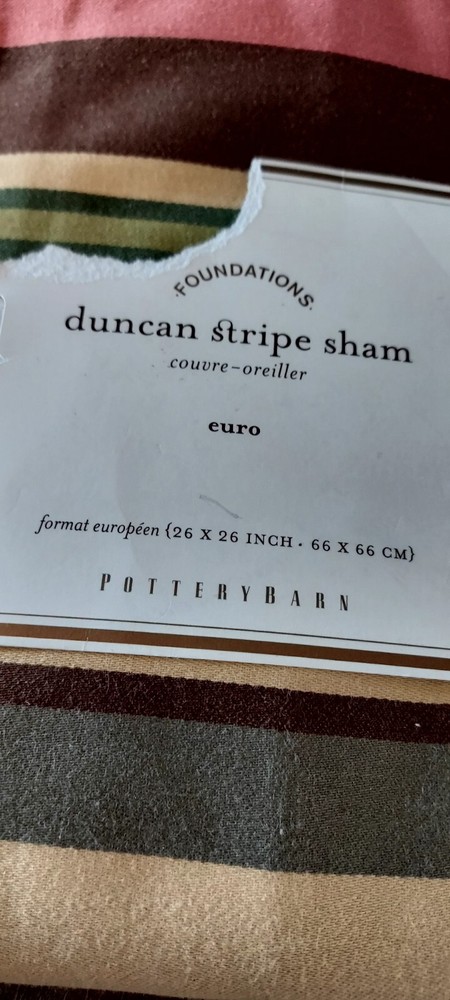 ·FOUNDATIONS·
duncan stripe sham
couvre-oreiller
euro
format européen {26 X 26 INCH · 66 X 66 CM}
POTTERYBARN